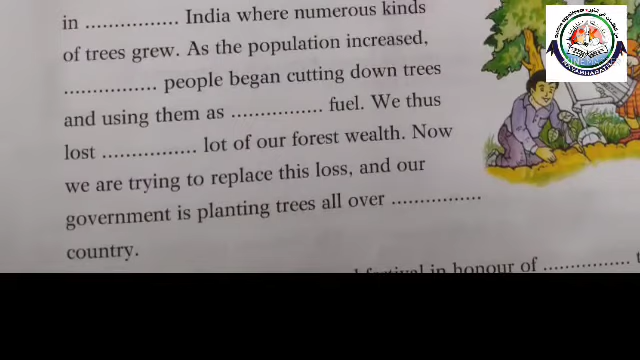 in ................ India where numerous kinds
of trees grew. As the population increased,
................ people began cutting down trees
and using them as ................ fuel. We thus
lost ................ lot of our forest wealth. Now
we are trying to replace this loss, and our
government is planting trees all over ................
country.
festival in honour of ................